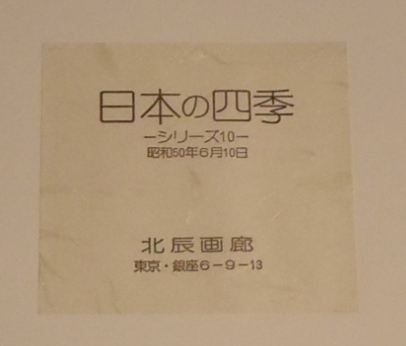 日本の四季
ーシリーズ10ー
昭和50年6月10日
北辰画廊
東京・銀座6-9-13